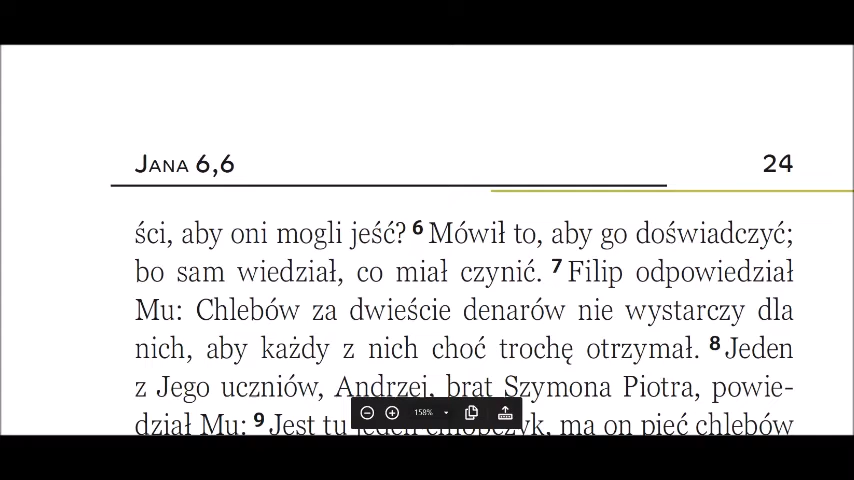 Jana 6,6
24
ści, aby oni mogli jeść? 6 Mówił to, aby go doświadczyć;
bo sam wiedział, co miał czynić. 7 Filip odpowiedział
Mu: Chlebów za dwieście denarów nie wystarczy dla
nich, aby każdy z nich choć trochę otrzymał. 8 Jeden
z Jego uczniów, Andrzej, brat Szymona Piotra, powie-
dział Mu: 9 Jest tu jeden chłopczyk, ma on pięć chlebów
158%